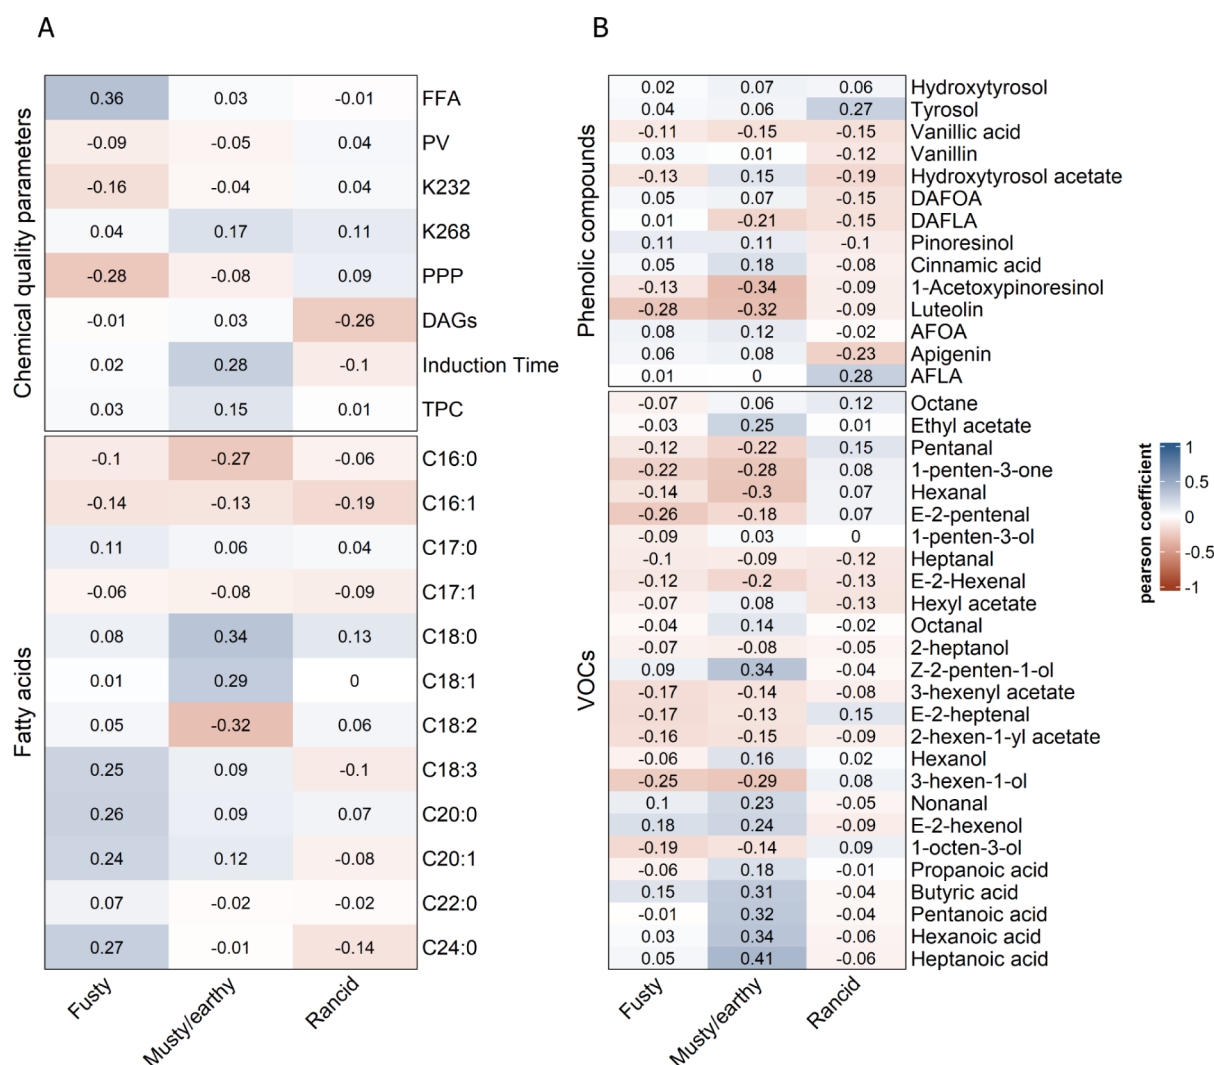 A
Chemical quality parameters
0.36 0.03 -0.01 FFA
-0.09 -0.05 0.04 PV
-0.16 -0.04 0.04 K232
0.04 0.17 0.11 K268
-0.28 -0.08 0.09 PPP
-0.01 0.03 -0.26 DAGs
0.02 0.28 -0.1 Induction Time
0.03 0.15 0.01 TPC
Fatty acids
-0.1 -0.27 -0.06 C16:0
-0.14 -0.13 -0.19 C16:1
0.11 0.06 0.04 C17:0
-0.06 -0.08 -0.09 C17:1
0.08 0.34 0.13 C18:0
0.01 0.29 0 C18:1
0.05 -0.32 0.06 C18:2
0.25 0.09 -0.1 C18:3
0.26 0.09 0.07 C20:0
0.24 0.12 -0.08 C20:1
0.07 -0.02 -0.02 C22:0
0.27 -0.01 -0.14 C24:0
Fusty
Musty/earthy
Rancid
B
Phenolic compounds
0.02 0.07 0.06 Hydroxytyrosol
0.04 0.06 0.27 Tyrosol
-0.11 -0.15 -0.15 Vanillic acid
0.03 0.01 -0.12 Vanillin
-0.13 0.15 -0.19 Hydroxytyrosol acetate
0.05 0.07 -0.15 DAFOA
0.01 -0.21 -0.15 DAFLA
0.11 0.11 -0.1 Pinoresinol
0.05 0.18 -0.08 Cinnamic acid
-0.13 -0.34 -0.09 1-Acetoxypinoresinol
-0.28 -0.32 -0.09 Luteolin
0.08 0.12 -0.02 AFOA
0.06 0.08 -0.23 Apigenin
0.01 0 0.28 AFLA
VOCs
-0.07 0.06 0.12 Octane
-0.03 0.25 0.01 Ethyl acetate
-0.12 -0.22 0.15 Pentanal
-0.22 -0.28 0.08 1-penten-3-one
-0.14 -0.3 0.07 Hexanal
-0.26 -0.18 0.07 E-2-pentenal
-0.09 0.03 0 1-penten-3-ol
-0.1 -0.09 -0.12 Heptanal
-0.12 -0.2 -0.13 E-2-Hexenal
-0.07 0.08 -0.13 Hexyl acetate
-0.04 0.14 -0.02 Octanal
-0.07 -0.08 -0.05 2-heptanol
0.09 0.34 -0.04 Z-2-penten-1-ol
-0.17 -0.14 -0.08 3-hexenyl acetate
-0.17 -0.13 0.15 E-2-heptenal
-0.16 -0.15 -0.09 2-hexen-1-yl acetate
-0.06 0.16 0.02 Hexanol
-0.25 -0.29 0.08 3-hexen-1-ol
0.1 0.23 -0.05 Nonanal
0.18 0.24 -0.09 E-2-hexenol
-0.19 -0.14 0.09 1-octen-3-ol
-0.06 0.18 -0.01 Propanoic acid
0.15 0.31 -0.04 Butyric acid
-0.01 0.32 -0.04 Pentanoic acid
0.03 0.34 -0.06 Hexanoic acid
0.05 0.41 -0.06 Heptanoic acid
Fusty
Musty/earthy
Rancid
pearson coefficient
1
0.5
0
-0.5
-1